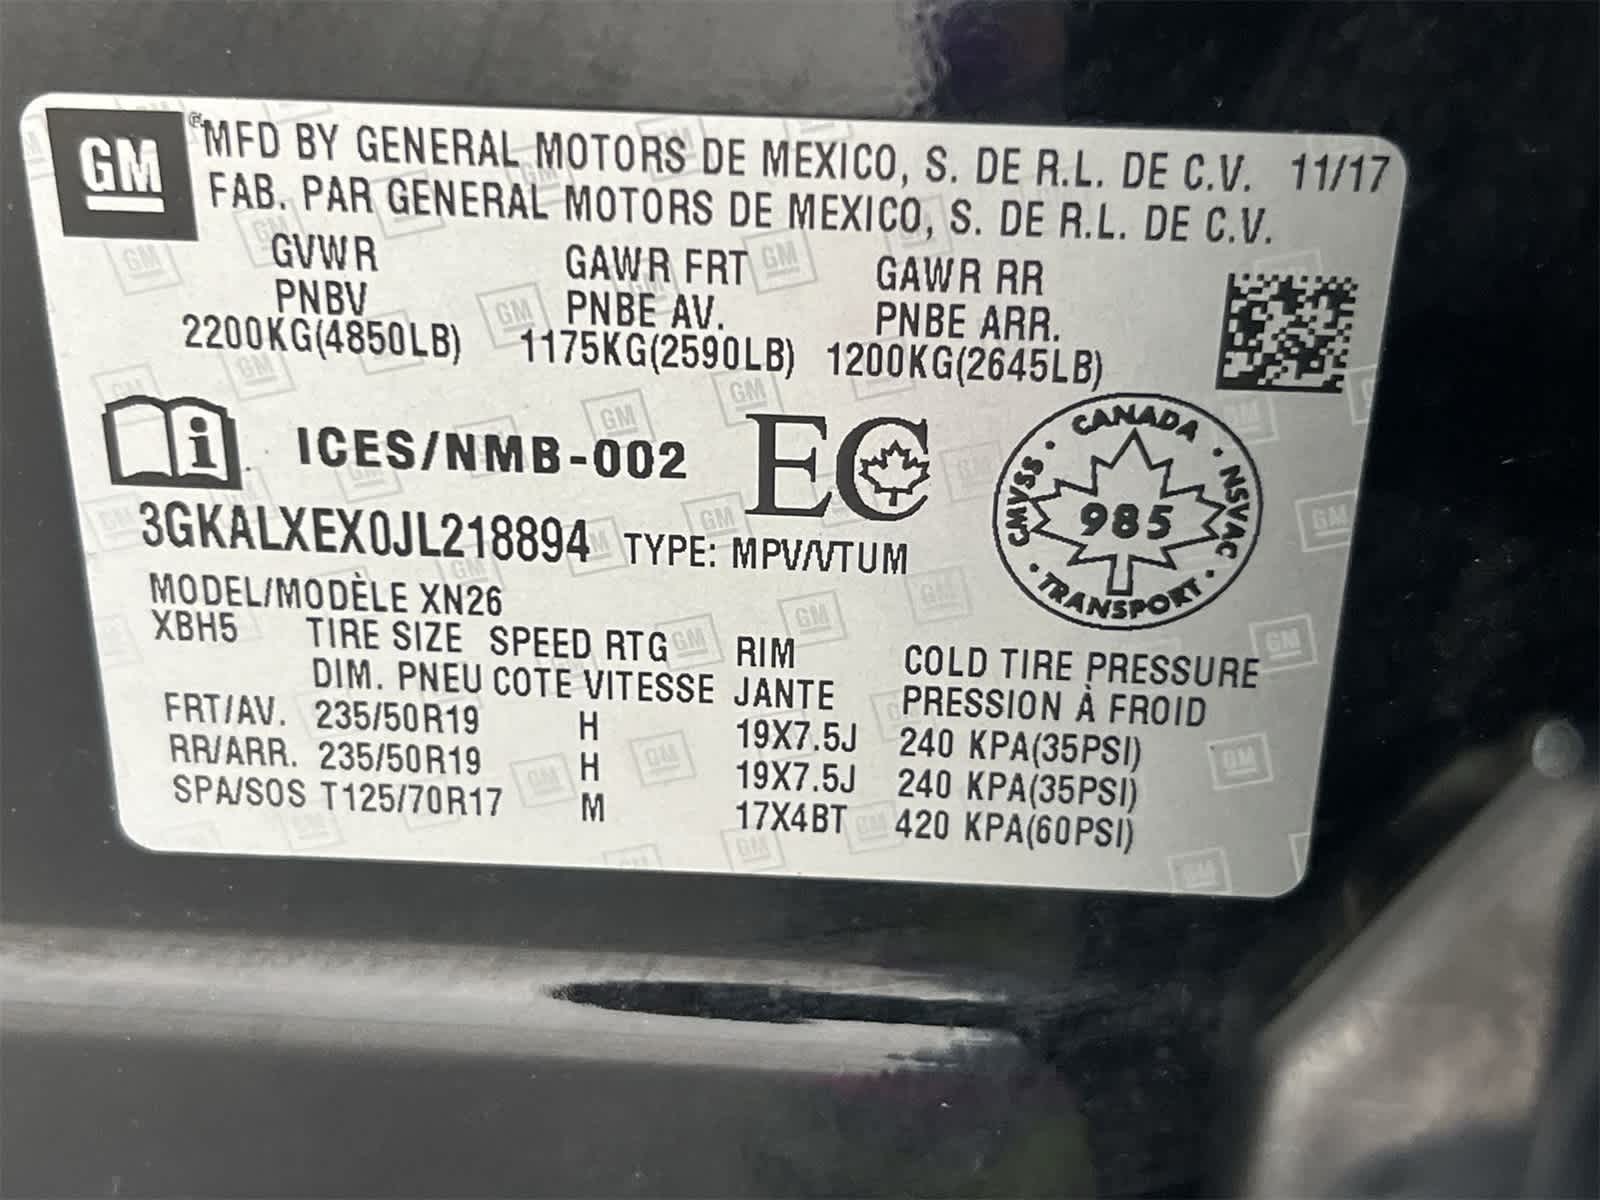 GM
MFD BY GENERAL MOTORS DE MEXICO, S. DE R.L. DE C.V. 11/17
FAB. PAR GENERAL MOTORS DE MEXICO, S. DE R.L. DE C.V.
GVWR GAWR FRT GAWR RR
PNBV PNBE AV. PNBE ARR.
2200KG(4850LB) 1175KG(2590LB) 1200KG(2645LB)
i ICES/NMB-002 EC
CANADA
CMVSS 985 NSVAC
TRANSPORT
3GKALXEX0JL218894 TYPE: MPV/VTUM
MODEL/MODÈLE XN26
XBH5 TIRE SIZE SPEED RTG RIM COLD TIRE PRESSURE
DIM. PNEU COTE VITESSE JANTE PRESSION À FROID
FRT/AV. 235/50R19 H 19X7.5J 240 KPA(35PSI)
RR/ARR. 235/50R19 H 19X7.5J 240 KPA(35PSI)
SPA/SOS T125/70R17 M 17X4BT 420 KPA(60PSI)